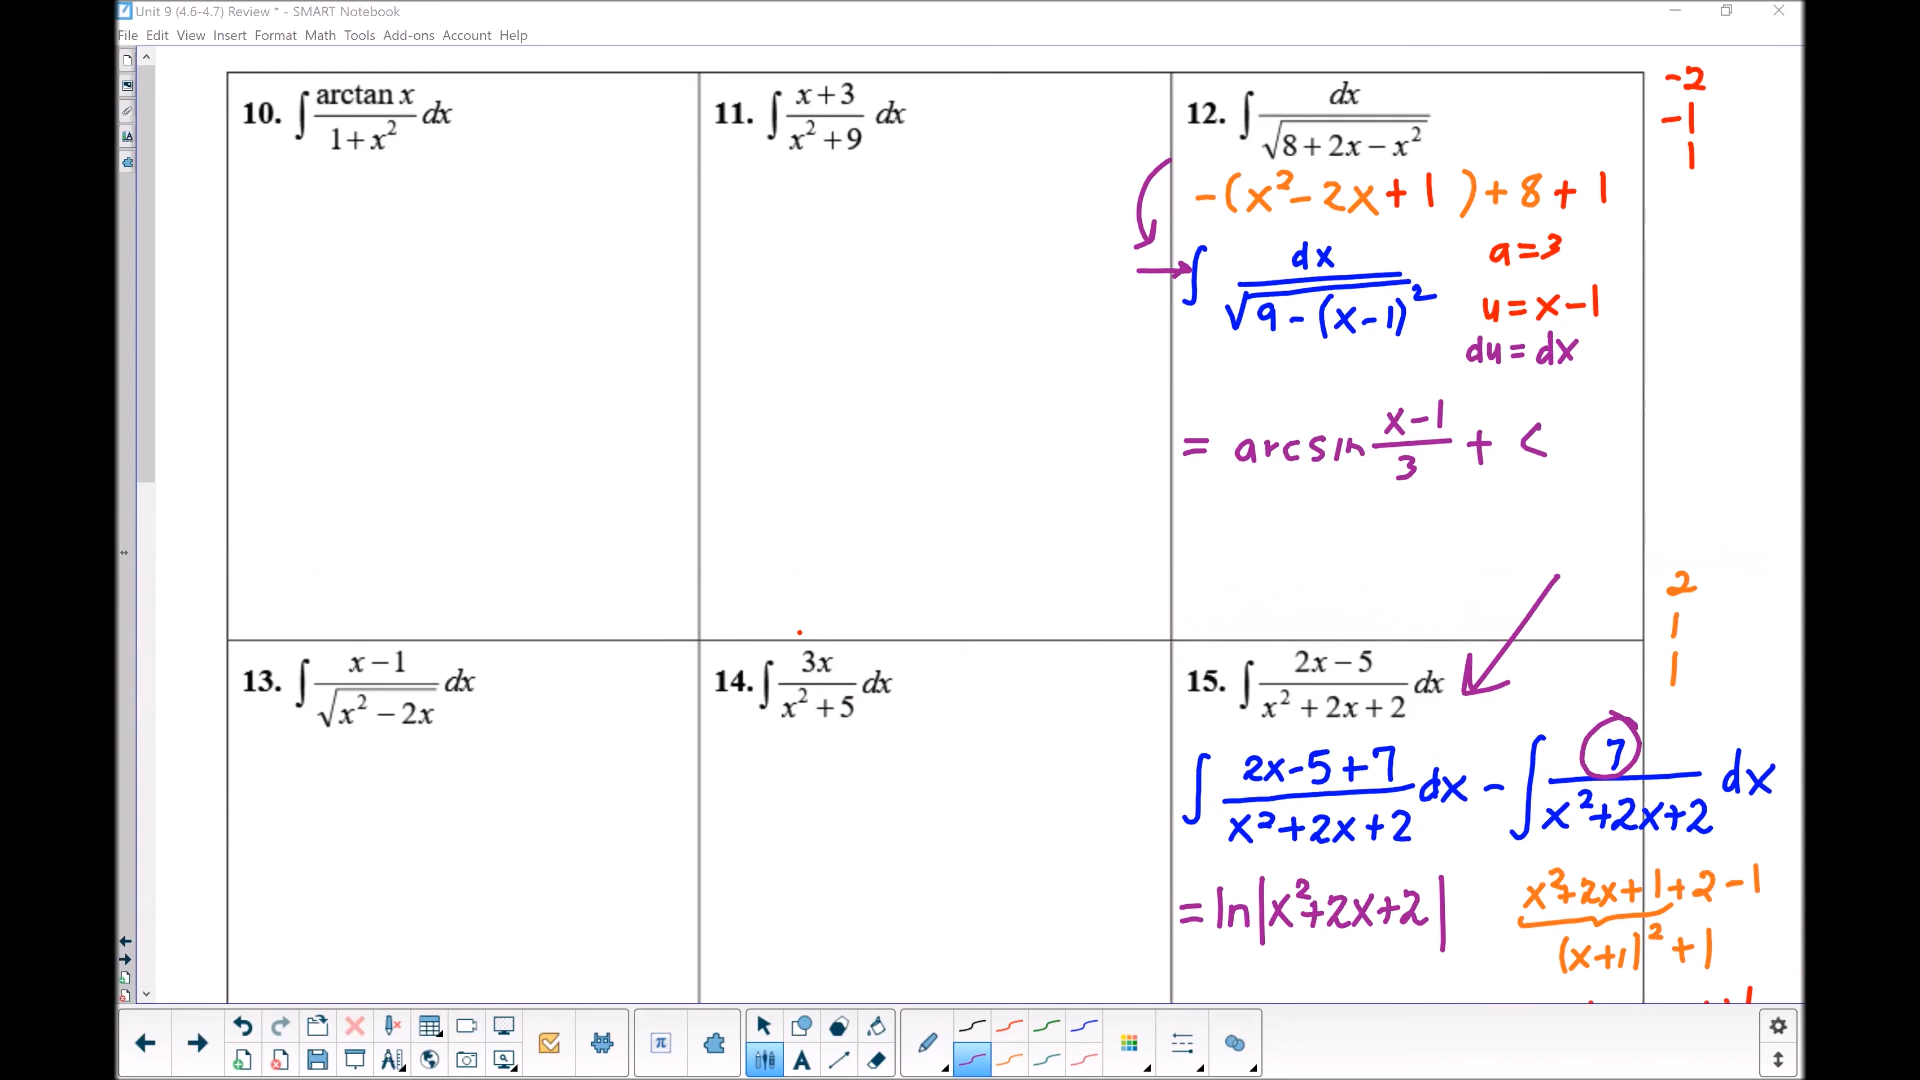 Unit 9 (4.6-4.7) Review * - SMART Notebook
File Edit View Insert Format Math Tools Add-ons Account Help
10. ∫ arctan x / 1+x² dx
11. ∫ x+3 / x²+9 dx
12. ∫ dx / √8+2x−x²
-2
-1
1
-(x²-2x+1 )+8+1
∫ dx / √9-(x-1)²
a=3
u=x-1
du=dx
= arcsin x-1 / 3 + C
2
1
1
13. ∫ x−1 / √x²−2x dx
14. ∫ 3x / x²+5 dx
15. ∫ 2x−5 / x²+2x+2 dx
∫ 2x-5+7 / x²+2x+2 dx - ∫ 7 / x²+2x+2 dx
= ln|x²+2x+2|
x²+2x+1+2-1
(x+1)²+1